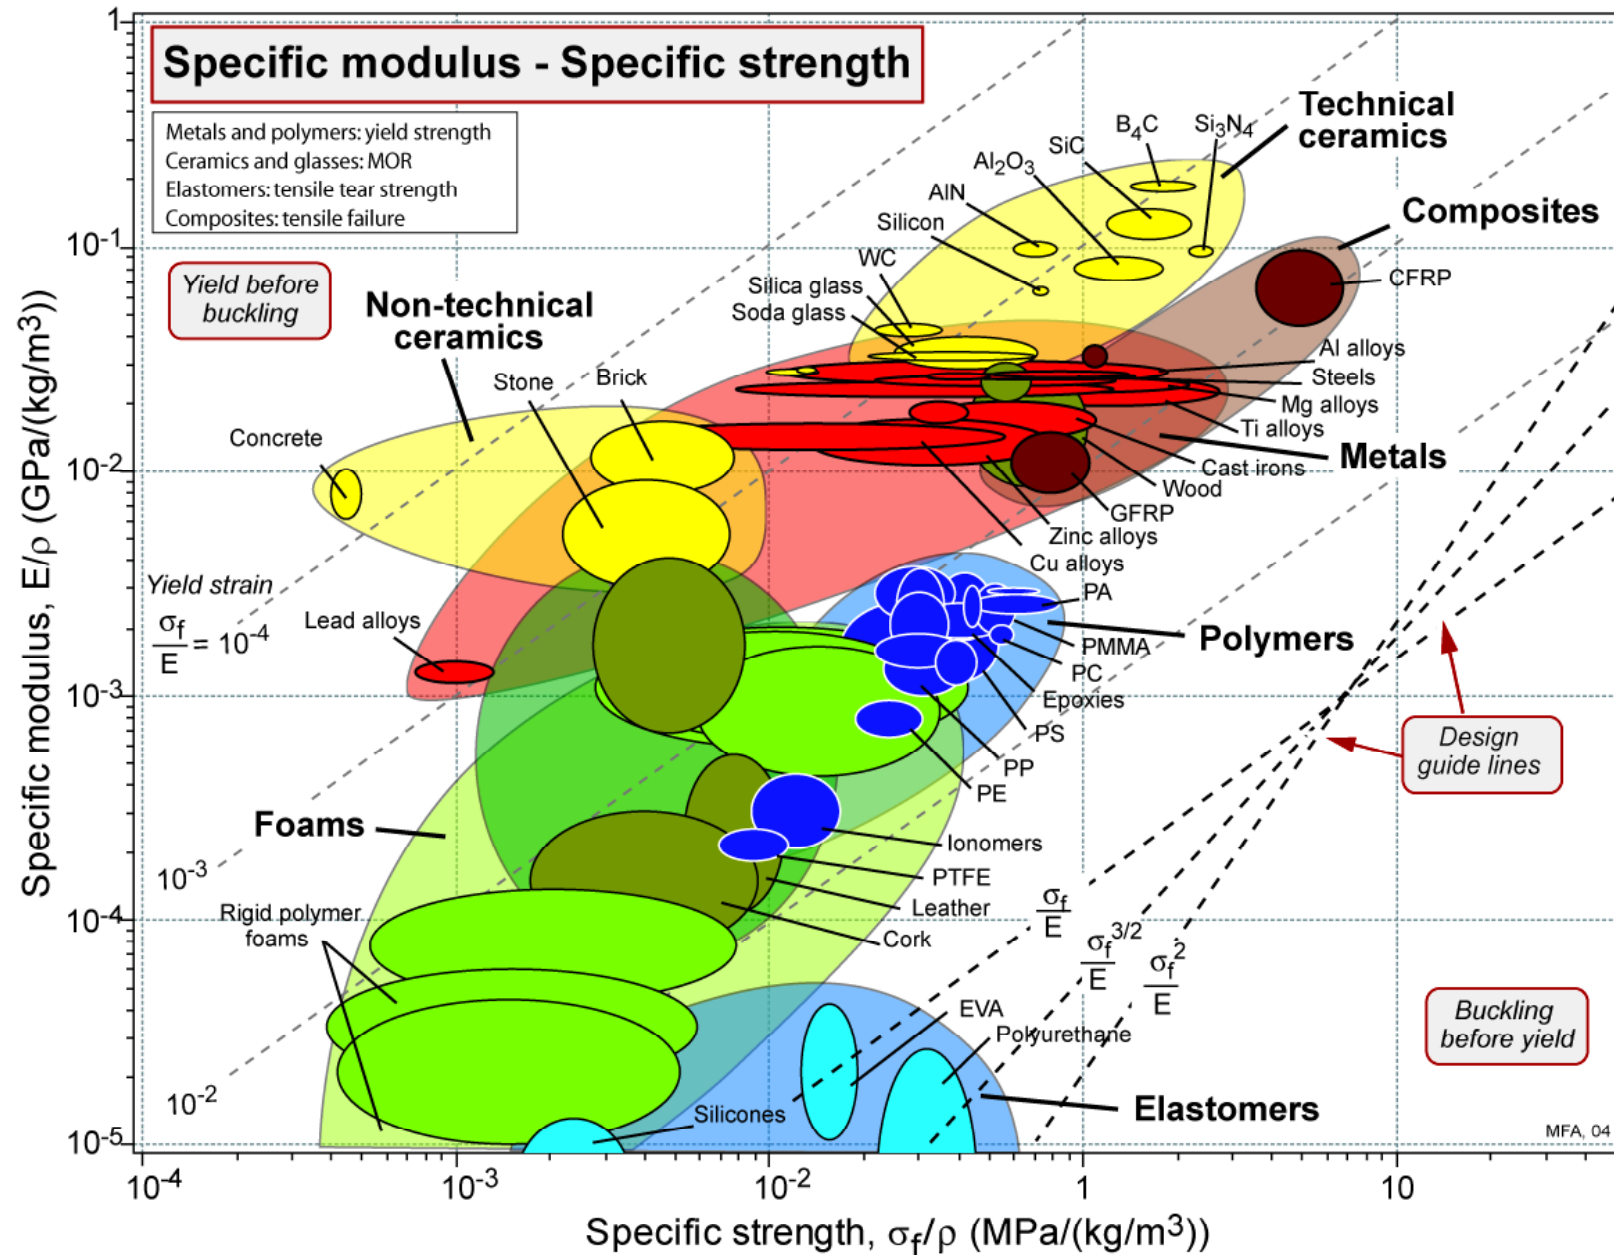 Specific modulus - Specific strength
Metals and polymers: yield strength
Ceramics and glasses: MOR
Elastomers: tensile tear strength
Composites: tensile failure
Yield before
buckling
Technical
ceramics
B4C
Si3N4
SiC
Al2O3
AlN
Silicon
WC
Silica glass
Soda glass
Composites
CFRP
Non-technical
ceramics
Stone
Brick
Concrete
Al alloys
Steels
Mg alloys
Ti alloys
Metals
Cast irons
Wood
GFRP
Zinc alloys
Cu alloys
Yield strain
σf/E = 10-4
Lead alloys
PA
PMMA
Polymers
PC
Epoxies
PS
PP
PE
Design
guide lines
Foams
Ionomers
PTFE
Leather
Cork
10-3
Rigid polymer
foams
10-2
σf/E
σf3/2/E
σf2/E
EVA
Polyurethane
Silicones
Elastomers
Buckling
before yield
MFA, 04
1
10-1
10-2
10-3
10-4
10-5
Specific modulus, E/ρ (GPa/(kg/m3))
10-4
10-3
10-2
1
10
Specific strength, σf/ρ (MPa/(kg/m3))